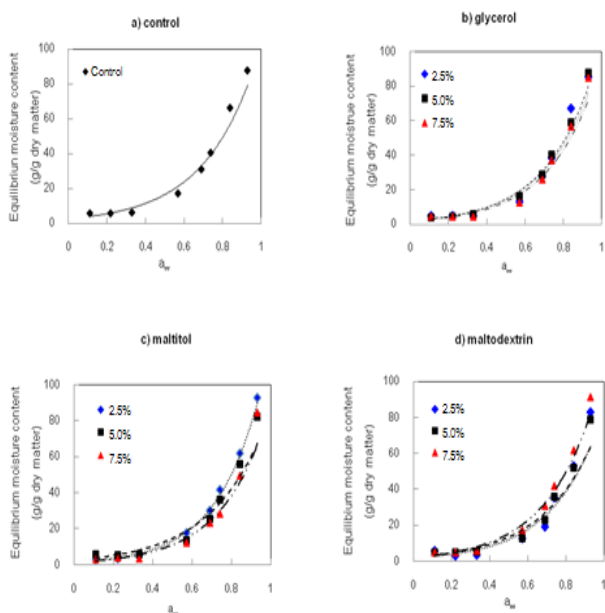 a) control
Equilibriun moisture content
(g/g dry matter)
100
80
60
40
20
0
Control
0 0.2 0.4 0.6 0.8 1
a_w
b) glycerol
Equilibrium moistrue content
(g/g dry matter)
100
80
60
40
20
0
2.5%
5.0%
7.5%
0 0.2 0.4 0.6 0.8 1
a_w
c) maltitol
Equilibrium moisture content
(g/g dry matter)
100
80
60
40
20
0
2.5%
5.0%
7.5%
0 0.2 0.4 0.6 0.8 1
a_w
d) maltodextrin
Equilibrium moisture content
(g/g dry matter)
100
80
60
40
20
0
2.5%
5.0%
7.5%
0 0.2 0.4 0.6 0.8 1
a_w